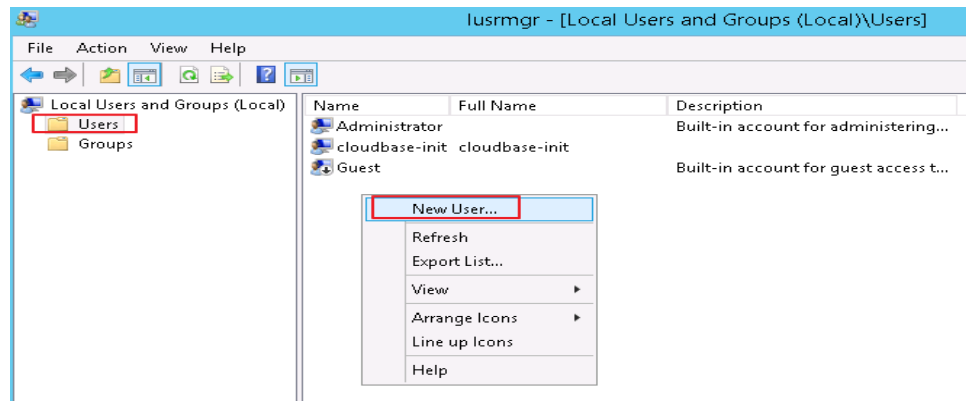 lusrmgr - [Local Users and Groups (Local)\Users]
File Action View Help
Local Users and Groups (Local)
Users
Groups
Name Full Name Description
Administrator Built-in account for administering...
cloudbase-init cloudbase-init
Guest Built-in account for guest access t...
New User...
Refresh
Export List...
View
Arrange Icons
Line up Icons
Help